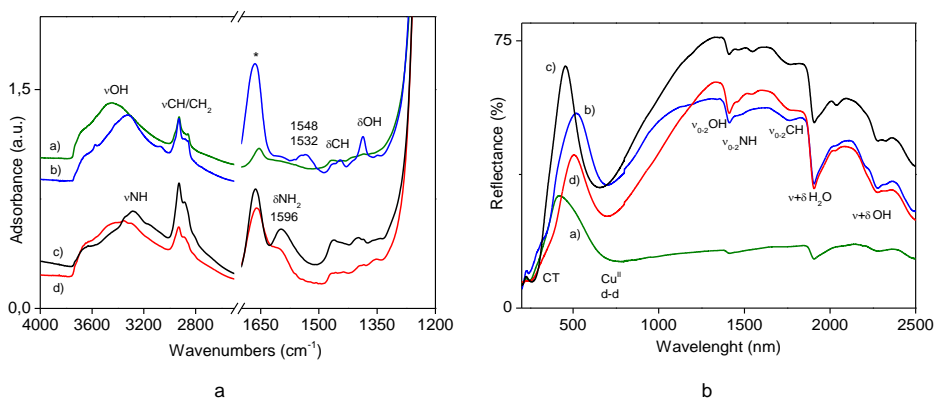 1,5
0,0
Adsorbance (a.u.)
νOH
νCH/CH2
*
1548
1532
δCH
δOH
a)
b)
νNH
δNH2
1596
c)
d)
4000 3600 3200 2800 1650 1500 1350 1200
Wavenumbers (cm-1)
a
75
0
Reflectance (%)
c)
b)
d)
a)
ν0-2OH
ν0-2NH
ν0-2CH
ν+δ H2O
ν+δ OH
CT
CuII
d-d
500 1000 1500 2000 2500
Wavelenght (nm)
b